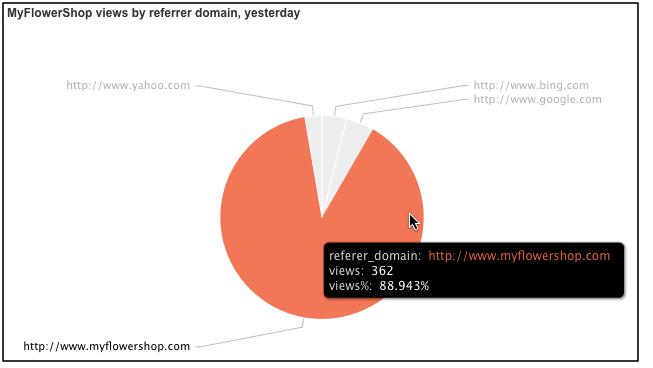 MyFlowerShop views by referrer domain, yesterday
http://www.yahoo.com
http://www.bing.com
http://www.google.com
referer_domain: http://www.myflowershop.com
views: 362
views%: 88.943%
http://www.myflowershop.com